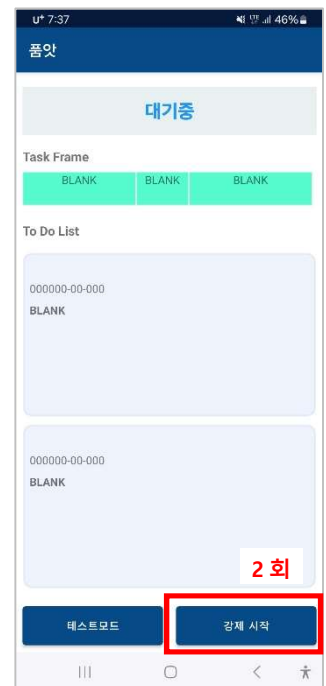 U⁺ 7:37 46%
품앗
대기중
Task Frame
BLANK BLANK BLANK
To Do List
000000-00-000
BLANK
000000-00-000
BLANK
2 회
테스트모드 강제 시작